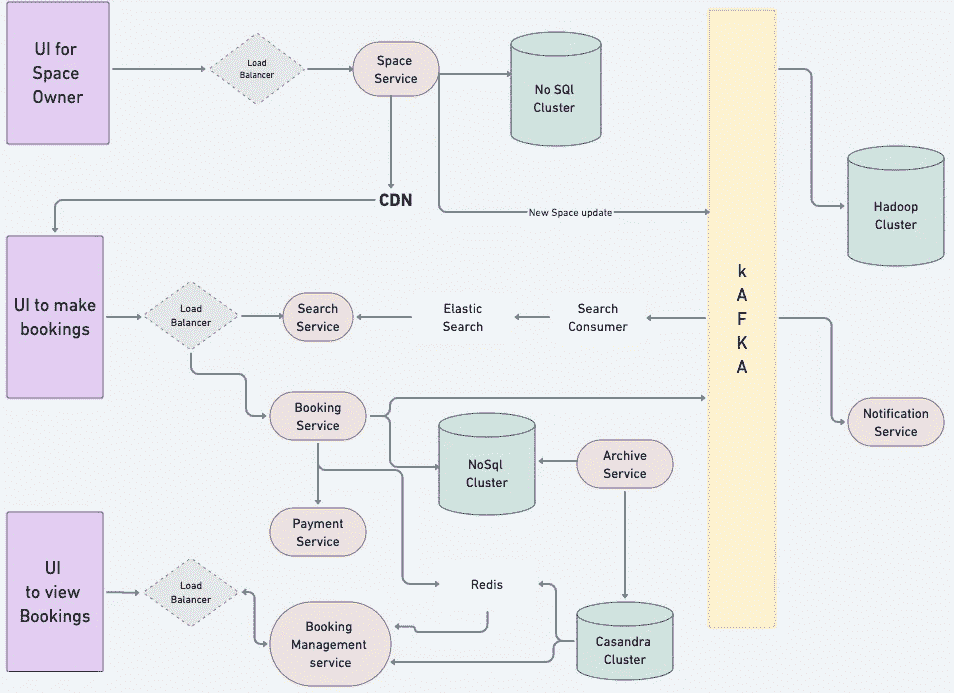 UI for
Space
Owner
Load
Balancer
Space
Service
No SQl
Cluster
Hadoop
Cluster
CDN
New Space update
k
A
F
K
A
UI to make
bookings
Load
Balancer
Search
Service
Elastic
Search
Search
Consumer
Booking
Service
NoSql
Cluster
Archive
Service
Notification
Service
Payment
Service
UI
to view
Bookings
Load
Balancer
Redis
Booking
Management
service
Casandra
Cluster